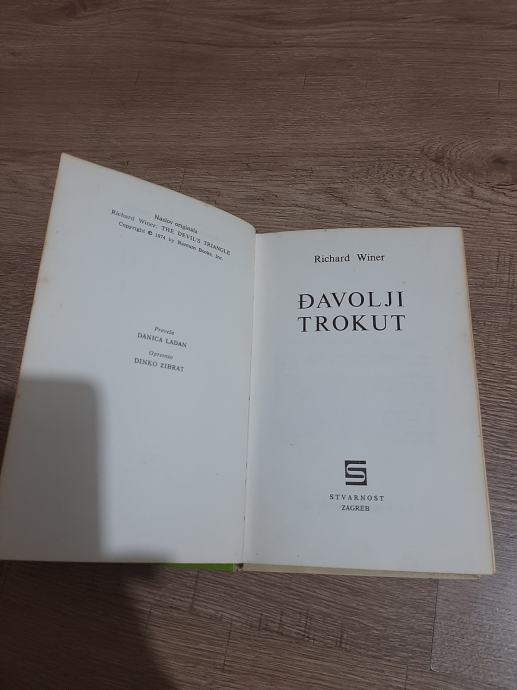 Naslov originala
Richard Winer: THE DEVIL'S TRIANGLE
Copyright © 1974 by Bantam Books, Inc.
Prevela
DANICA LADAN
Opremio
DINKO ŽIBRAT
Richard Winer
ĐAVOLJI
TROKUT
S
STVARNOST
ZAGREB